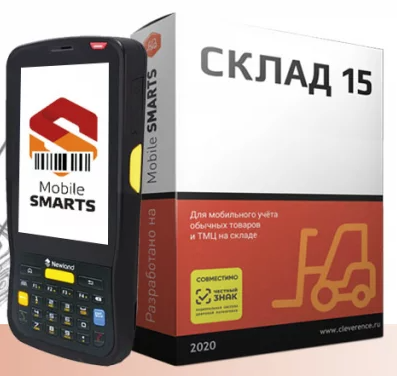 Mobile
SMARTS
Newland
Разработано на Mobile SMARTS
СКЛАД 15
Для мобильного учёта
обычных товаров
и ТМЦ на складе
СОВМЕСТИМО
ЧЕСТНЫЙ
ЗНАК
www.cleverence.ru
2020